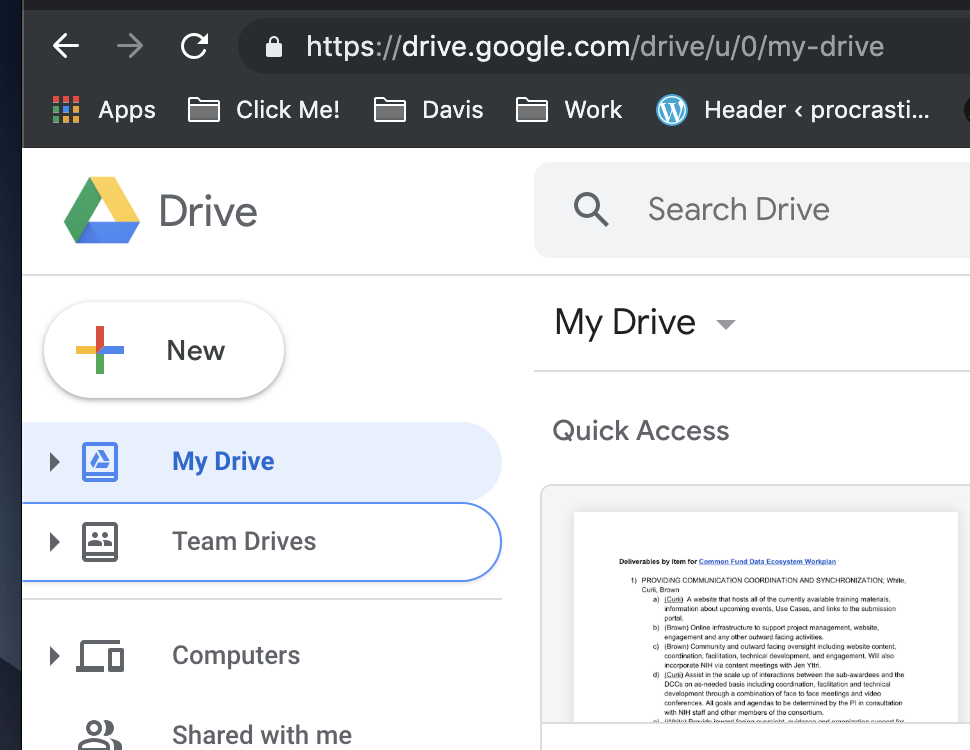 https://drive.google.com/drive/u/0/my-drive
Apps Click Me! Davis Work Header ‹ procrasti...
Drive
Search Drive
New
My Drive
Quick Access
My Drive
Team Drives
Computers
Shared with me
Deliverables by Item for Common Fund Data Ecosystem Workplan
1) PROVIDING COMMUNICATION COORDINATION AND SYNCHRONIZATION; White,
Curii, Brown
a) (Curii) A website that hosts all of the currently available training materials,
information about upcoming events, Use Cases, and links to the submission
portal.
b) (Brown) Online infrastructure to support project management, website,
engagement and any other outward facing activities.
c) (Brown) Community and outward facing oversight including website content,
coordination, facilitation, technical development, and engagement. Will also
incorporate NIH via content meetings with Jen Ytiri.
d) (Curii) Assist in the scale up of interactions between the sub-awardees and the
DCCs on as-needed basis including coordination, facilitation and technical
development through a combination of face to face meetings and video
conferences. All goals and agendas to be determined by the PI in consultation
with NIH staff and other members of the consortium.